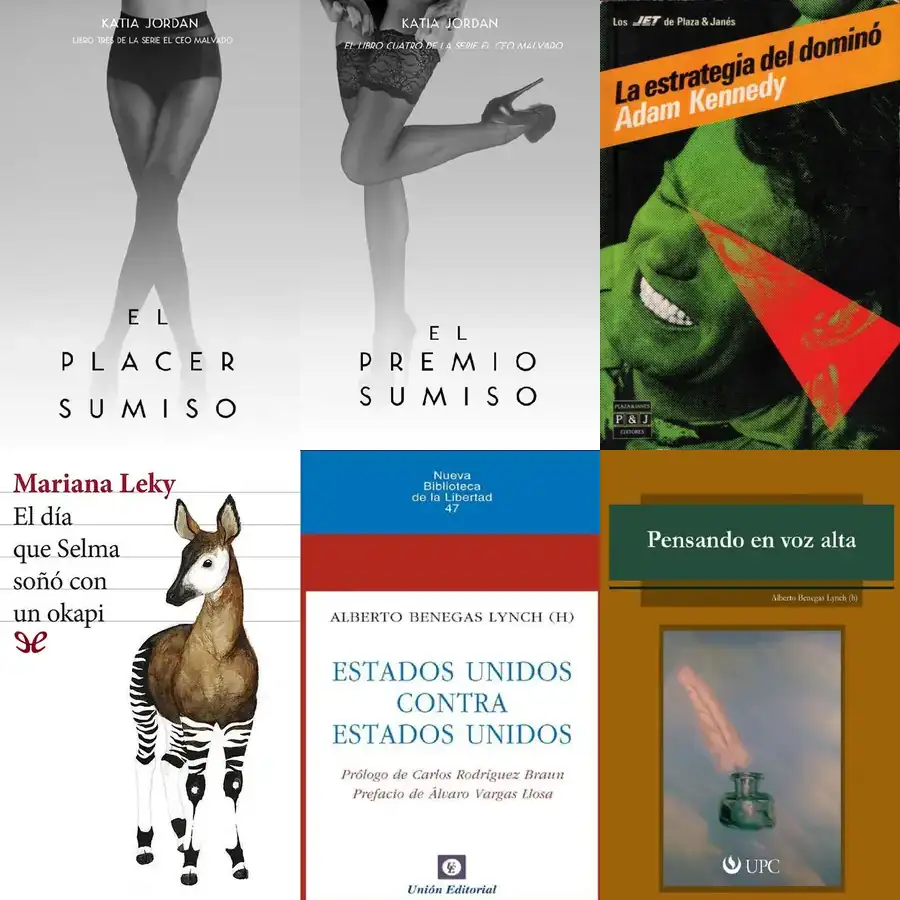 KATIA JORDAN
LIBRO TRES DE LA SERIE EL CEO MALVADO
EL
PLACER
SUMISO
KATIA JORDAN
EL LIBRO CUATRO DE LA SERIE EL CEO MALVADO
EL
PREMIO
SUMISO
Los JET de Plaza & Janés
La estrategia del dominó
Adam Kennedy
PLAZA & JANES
P & J
EDITORES
Mariana Leky
El día
que Selma
soñó con
un okapi
Nueva
Biblioteca
de la Libertad
47
ALBERTO BENEGAS LYNCH (H)
ESTADOS UNIDOS
CONTRA
ESTADOS UNIDOS
Prólogo de Carlos Rodríguez Braun
Prefacio de Álvaro Vargas Llosa
Unión Editorial
Pensando en voz alta
Alberto Benegas Lynch (h)
UPC